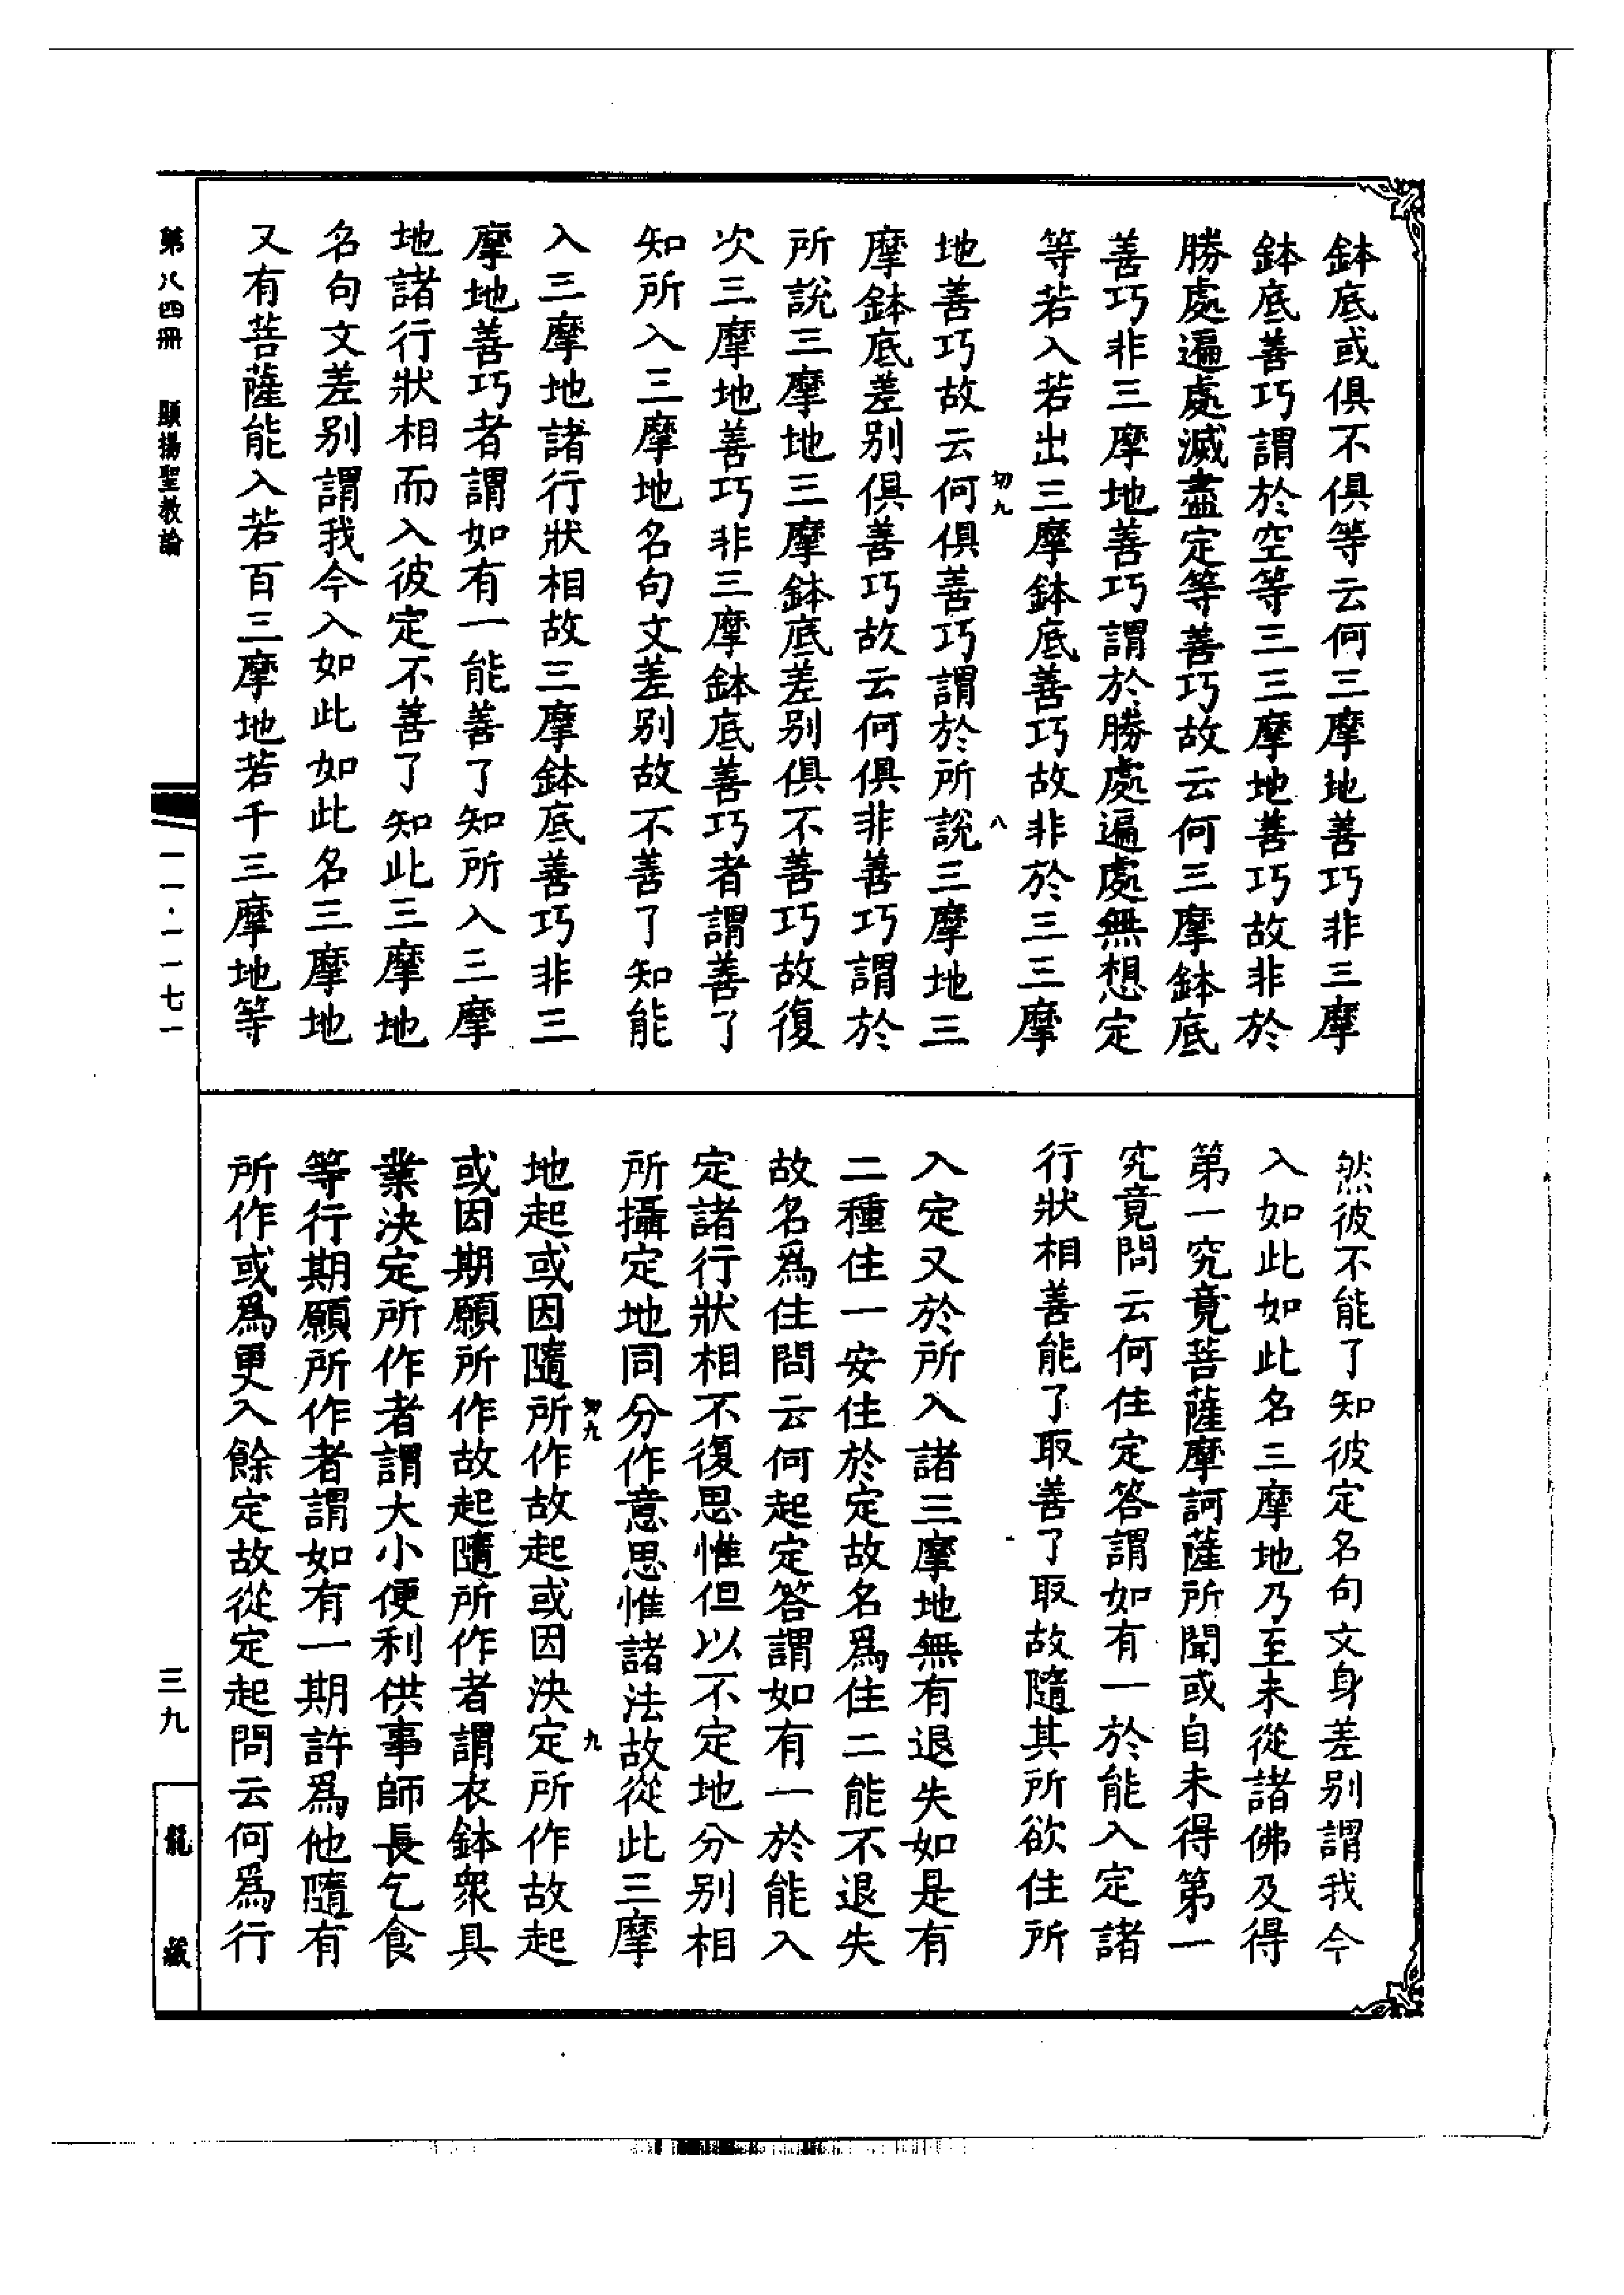 鉢底或俱不俱等云何三摩地善巧非三摩
鉢底善巧謂於空等三三摩地善巧故非於
勝處遍處滅盡定等善巧故云何三摩鉢底
善巧非三摩地善巧謂於勝處遍處無想定
等若入若出三摩鉢底善巧故非於三三摩
切九
八
地善巧故云何俱善巧謂於所說三摩地三
摩鉢底差別俱善巧故云何俱非善巧謂於
所說三摩地三摩鉢底差別俱不善巧故復
次三摩地善巧非三摩鉢底善巧者謂善了
知所入三摩地名句文差別故不善了知能
入三摩地諸行狀相故三摩鉢底善巧非三
摩地善巧者謂如有一能善了知所入三摩
地諸行狀相而入彼定不善了知此三摩地
名句文差別謂我今入如此如此名三摩地
又有菩薩能入若百三摩地若千三摩地等
然彼不能了知彼定名句文身差別謂我今
入如此如此名三摩地乃至未從諸佛及得
第一究竟菩薩摩訶薩所聞或自未得第一
究竟問云何住定答謂如有一於能入定諸
行狀相善能了取善了取故隨其所欲住所
入定又於所入諸三摩地無有退失如是有
二種住一安住於定故名爲住二能不退失
故名爲住問云何起定答謂如有一於能入
定諸行狀相不復思惟但以不定地分別相
所攝定地同分作意思惟諸法故從此三摩
切九
九
地起或因隨所作故起或因決定所作故起
或因期願所作故起隨所作者謂衣鉢眾具
業決定所作者謂大小便利供事師長乞食
等行期願所作者謂如有一期許爲他隨有
所作或爲更入餘定故從定起問云何爲行
第八四冊 顯揚聖教論
一一·一一七一
三九
龍藏